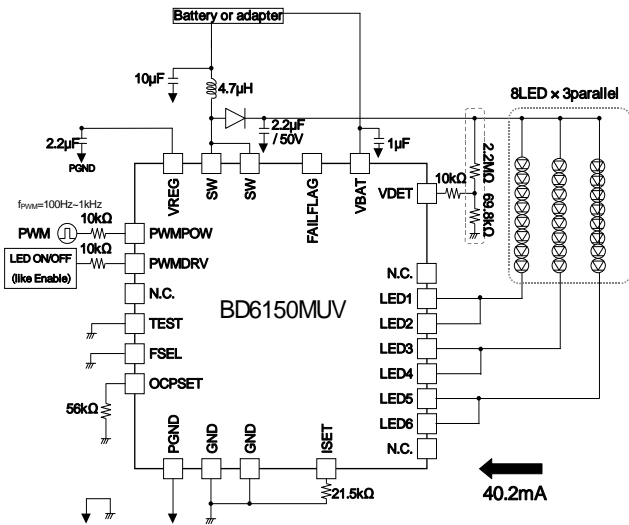 Battery or adapter
10µF
4.7µH
8LED × 3parallel
2.2µF
/ 50V
2.2µF
PGND
1µF
2.2MΩ
69.8kΩ
10kΩ
VREG
SW
SW
FAILFLAG
VBAT
VDET
fPWM=100Hz~1kHz
PWM
10kΩ
PWMPOW
LED ON/OFF
(like Enable)
10kΩ
PWMDRV
N.C.
TEST
FSEL
OCPSET
56kΩ
BD6150MUV
N.C.
LED1
LED2
LED3
LED4
LED5
LED6
N.C.
PGND
GND
GND
ISET
21.5kΩ
40.2mA